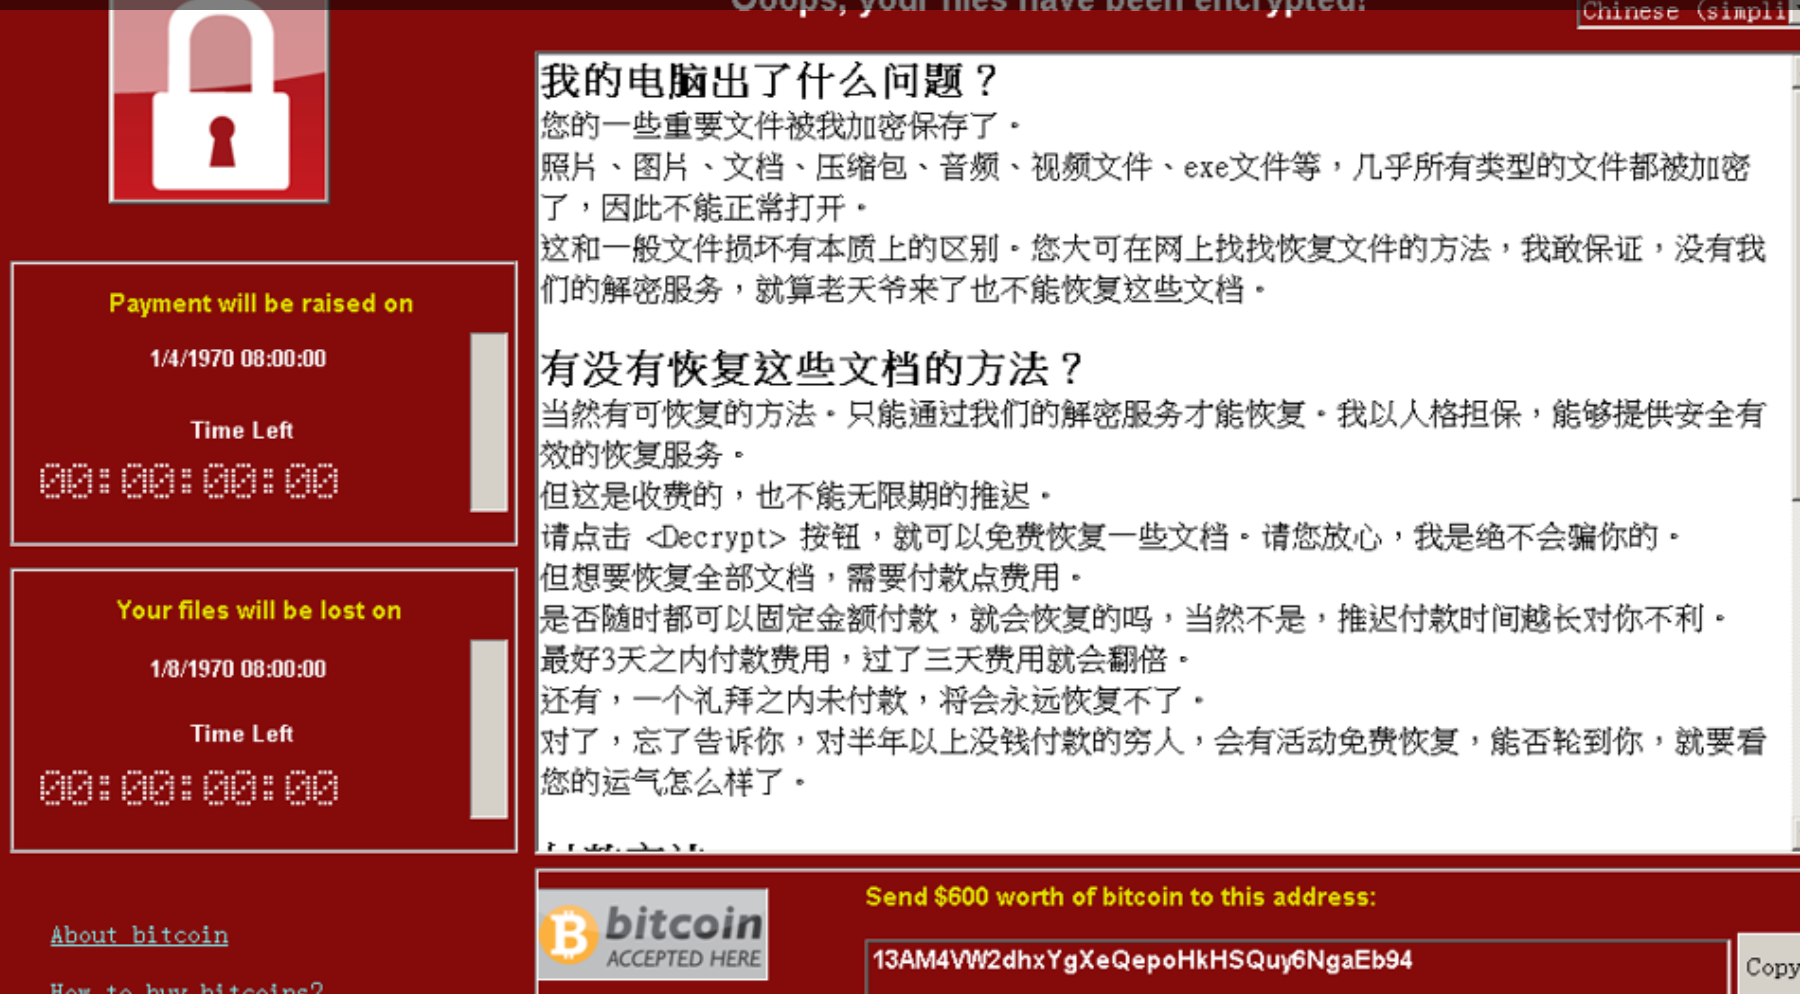 Ooops, your files have been encrypted!
Chinese (simpli
我的电脑出了什么问题？
您的一些重要文件被我加密保存了。
照片、图片、文档、压缩包、音频、视频文件、exe文件等，几乎所有类型的文件都被加密
了，因此不能正常打开。
这和一般文件损坏有本质上的区别。您大可在网上找找恢复文件的方法，我敢保证，没有我
们的解密服务，就算老天爷来了也不能恢复这些文档。
有没有恢复这些文档的方法？
当然有可恢复的方法。只能通过我们的解密服务才能恢复。我以人格担保，能够提供安全有
效的恢复服务。
但这是收费的，也不能无限期的推迟。
请点击 <Decrypt> 按钮，就可以免费恢复一些文档。请您放心，我是绝不会骗你的。
但想要恢复全部文档，需要付款点费用。
是否随时都可以固定金额付款，就会恢复的吗，当然不是，推迟付款时间越长对你不利。
最好3天之内付款费用，过了三天费用就会翻倍。
还有，一个礼拜之内未付款，将会永远恢复不了。
对了，忘了告诉你，对半年以上没钱付款的穷人，会有活动免费恢复，能否轮到你，就要看
您的运气怎么样了。
Payment will be raised on
1/4/1970 08:00:00
Time Left
00:00:00:00
Your files will be lost on
1/8/1970 08:00:00
Time Left
00:00:00:00
About bitcoin
How to buy bitcoins?
bitcoin
ACCEPTED HERE
Send $600 worth of bitcoin to this address:
13AM4VW2dhxYgXeQepoHkHSQuy6NgaEb94
Copy